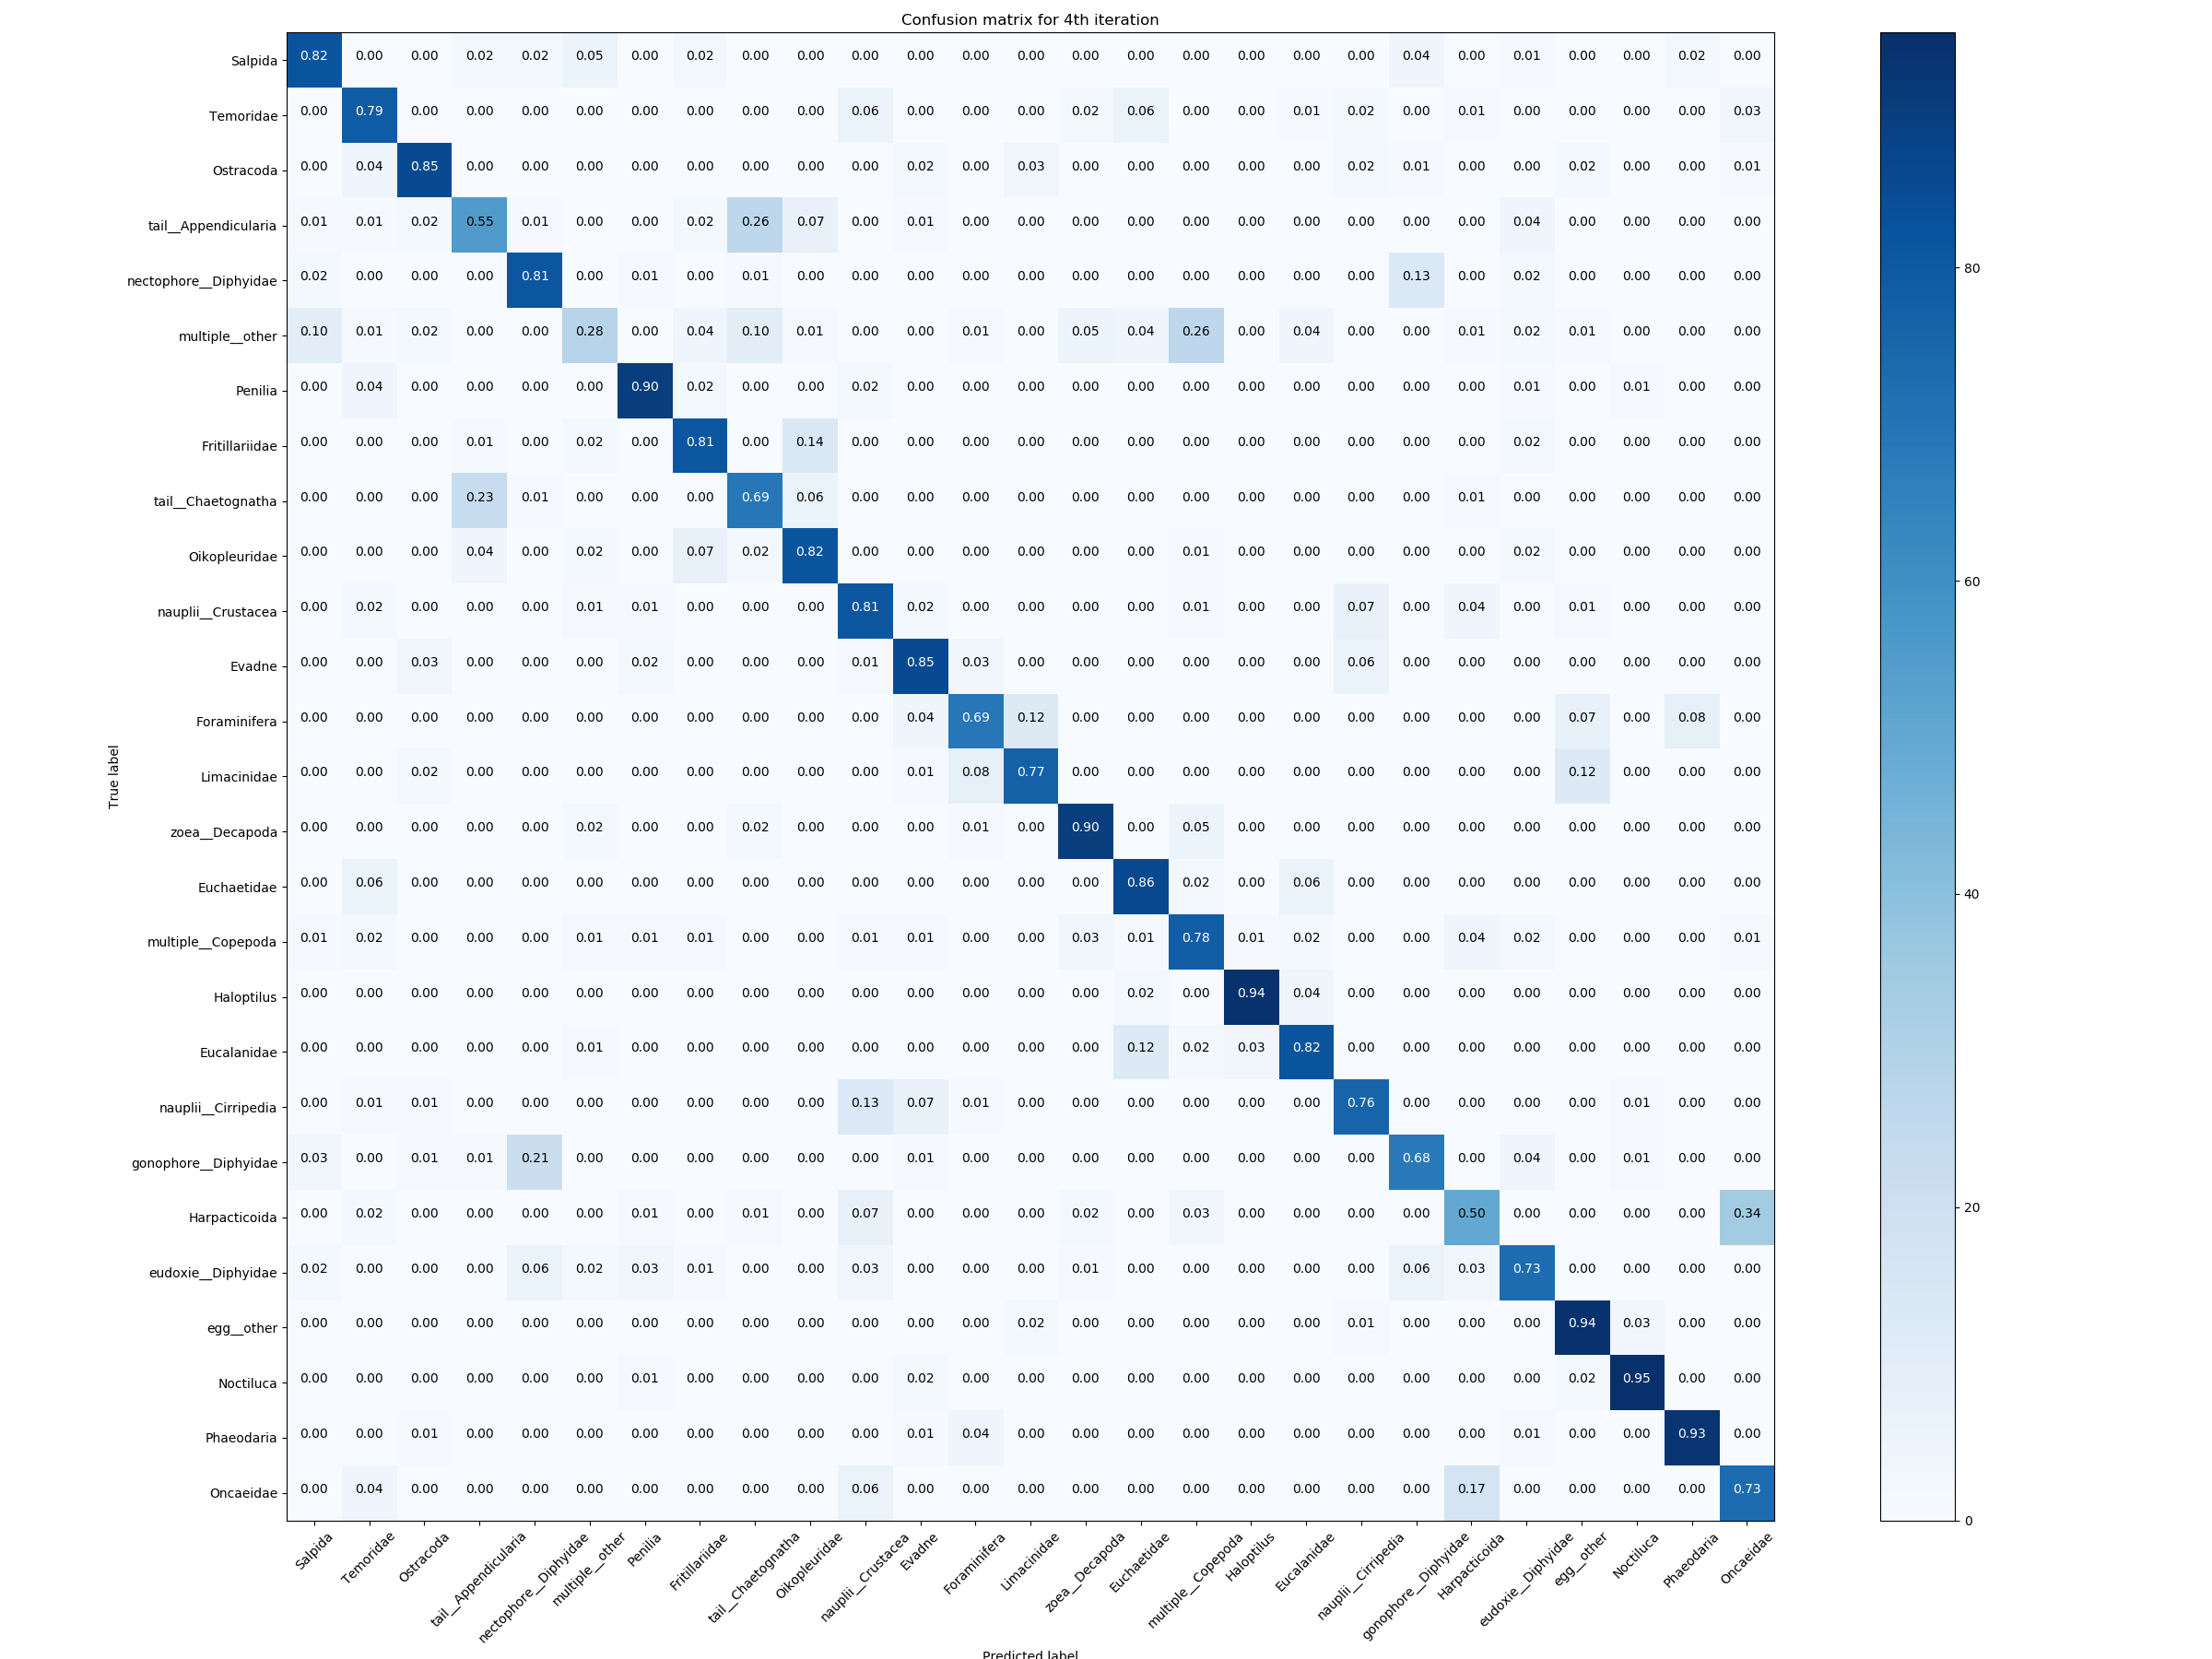 Confusion matrix for 4th iteration
Salpida 0.82 0.00 0.00 0.02 0.02 0.05 0.00 0.02 0.00 0.00 0.00 0.00 0.00 0.00 0.00 0.00 0.00 0.00 0.00 0.00 0.04 0.00 0.01 0.00 0.00 0.02 0.00
Temoridae 0.00 0.79 0.00 0.00 0.00 0.00 0.00 0.00 0.00 0.00 0.06 0.00 0.00 0.00 0.02 0.06 0.00 0.00 0.01 0.02 0.00 0.01 0.00 0.00 0.00 0.00 0.03
Ostracoda 0.00 0.04 0.85 0.00 0.00 0.00 0.00 0.00 0.00 0.00 0.00 0.02 0.00 0.03 0.00 0.00 0.00 0.00 0.00 0.02 0.01 0.00 0.00 0.02 0.00 0.00 0.01
tail__Appendicularia 0.01 0.01 0.02 0.55 0.01 0.00 0.00 0.02 0.26 0.07 0.00 0.01 0.00 0.00 0.00 0.00 0.00 0.00 0.00 0.00 0.00 0.00 0.04 0.00 0.00 0.00 0.00
nectophore__Diphyidae 0.02 0.00 0.00 0.00 0.81 0.00 0.01 0.00 0.01 0.00 0.00 0.00 0.00 0.00 0.00 0.00 0.00 0.00 0.00 0.00 0.13 0.00 0.02 0.00 0.00 0.00 0.00
multiple__other 0.10 0.01 0.02 0.00 0.00 0.28 0.00 0.04 0.10 0.01 0.00 0.00 0.01 0.00 0.05 0.04 0.26 0.00 0.04 0.00 0.00 0.01 0.02 0.01 0.00 0.00 0.00
Penilia 0.00 0.04 0.00 0.00 0.00 0.00 0.90 0.02 0.00 0.00 0.02 0.00 0.00 0.00 0.00 0.00 0.00 0.00 0.00 0.00 0.00 0.00 0.01 0.00 0.01 0.00 0.00
Fritillariidae 0.00 0.00 0.00 0.01 0.00 0.02 0.00 0.81 0.00 0.14 0.00 0.00 0.00 0.00 0.00 0.00 0.00 0.00 0.00 0.00 0.00 0.00 0.02 0.00 0.00 0.00 0.00
tail__Chaetognatha 0.00 0.00 0.00 0.23 0.01 0.00 0.00 0.00 0.69 0.06 0.00 0.00 0.00 0.00 0.00 0.00 0.00 0.00 0.00 0.00 0.00 0.01 0.00 0.00 0.00 0.00 0.00
Oikopleuridae 0.00 0.00 0.00 0.04 0.00 0.02 0.00 0.07 0.02 0.82 0.00 0.00 0.00 0.00 0.00 0.00 0.01 0.00 0.00 0.00 0.00 0.00 0.02 0.00 0.00 0.00 0.00
nauplii__Crustacea 0.00 0.02 0.00 0.00 0.00 0.01 0.01 0.00 0.00 0.00 0.81 0.02 0.00 0.00 0.00 0.00 0.01 0.00 0.00 0.07 0.00 0.04 0.00 0.01 0.00 0.00 0.00
Evadne 0.00 0.00 0.03 0.00 0.00 0.00 0.02 0.00 0.00 0.00 0.01 0.85 0.03 0.00 0.00 0.00 0.00 0.00 0.00 0.06 0.00 0.00 0.00 0.00 0.00 0.00 0.00
Foraminifera 0.00 0.00 0.00 0.00 0.00 0.00 0.00 0.00 0.00 0.00 0.00 0.04 0.69 0.12 0.00 0.00 0.00 0.00 0.00 0.00 0.00 0.00 0.00 0.07 0.00 0.08 0.00
Limacinidae 0.00 0.00 0.02 0.00 0.00 0.00 0.00 0.00 0.00 0.00 0.00 0.01 0.08 0.77 0.00 0.00 0.00 0.00 0.00 0.00 0.00 0.00 0.00 0.12 0.00 0.00 0.00
zoea__Decapoda 0.00 0.00 0.00 0.00 0.00 0.02 0.00 0.00 0.02 0.00 0.00 0.00 0.01 0.00 0.90 0.00 0.05 0.00 0.00 0.00 0.00 0.00 0.00 0.00 0.00 0.00 0.00
Euchaetidae 0.00 0.06 0.00 0.00 0.00 0.00 0.00 0.00 0.00 0.00 0.00 0.00 0.00 0.00 0.00 0.86 0.02 0.00 0.06 0.00 0.00 0.00 0.00 0.00 0.00 0.00 0.00
multiple__Copepoda 0.01 0.02 0.00 0.00 0.00 0.01 0.01 0.01 0.00 0.00 0.01 0.01 0.00 0.00 0.03 0.01 0.78 0.01 0.02 0.00 0.00 0.04 0.02 0.00 0.00 0.00 0.01
Haloptilus 0.00 0.00 0.00 0.00 0.00 0.00 0.00 0.00 0.00 0.00 0.00 0.00 0.00 0.00 0.00 0.02 0.00 0.94 0.04 0.00 0.00 0.00 0.00 0.00 0.00 0.00 0.00
Eucalanidae 0.00 0.00 0.00 0.00 0.00 0.01 0.00 0.00 0.00 0.00 0.00 0.00 0.00 0.00 0.00 0.12 0.02 0.03 0.82 0.00 0.00 0.00 0.00 0.00 0.00 0.00 0.00
nauplii__Cirripedia 0.00 0.01 0.01 0.00 0.00 0.00 0.00 0.00 0.00 0.00 0.13 0.07 0.01 0.00 0.00 0.00 0.00 0.00 0.00 0.76 0.00 0.00 0.00 0.00 0.01 0.00 0.00
gonophore__Diphyidae 0.03 0.00 0.01 0.01 0.21 0.00 0.00 0.00 0.00 0.00 0.00 0.01 0.00 0.00 0.00 0.00 0.00 0.00 0.00 0.00 0.68 0.00 0.04 0.00 0.01 0.00 0.00
Harpacticoida 0.00 0.02 0.00 0.00 0.00 0.00 0.01 0.00 0.01 0.00 0.07 0.00 0.00 0.00 0.02 0.00 0.03 0.00 0.00 0.00 0.00 0.50 0.00 0.00 0.00 0.00 0.34
eudoxie__Diphyidae 0.02 0.00 0.00 0.00 0.06 0.02 0.03 0.01 0.00 0.00 0.03 0.00 0.00 0.00 0.01 0.00 0.00 0.00 0.00 0.00 0.06 0.03 0.73 0.00 0.00 0.00 0.00
egg__other 0.00 0.00 0.00 0.00 0.00 0.00 0.00 0.00 0.00 0.00 0.00 0.00 0.00 0.02 0.00 0.00 0.00 0.00 0.00 0.01 0.00 0.00 0.00 0.94 0.03 0.00 0.00
Noctiluca 0.00 0.00 0.00 0.00 0.00 0.00 0.01 0.00 0.00 0.00 0.00 0.02 0.00 0.00 0.00 0.00 0.00 0.00 0.00 0.00 0.00 0.00 0.00 0.02 0.95 0.00 0.00
Phaeodaria 0.00 0.00 0.01 0.00 0.00 0.00 0.00 0.00 0.00 0.00 0.00 0.01 0.04 0.00 0.00 0.00 0.00 0.00 0.00 0.00 0.00 0.00 0.01 0.00 0.00 0.93 0.00
Oncaeidae 0.00 0.04 0.00 0.00 0.00 0.00 0.00 0.00 0.00 0.00 0.06 0.00 0.00 0.00 0.00 0.00 0.00 0.00 0.00 0.00 0.00 0.17 0.00 0.00 0.00 0.00 0.73
True label
Salpida Temoridae Ostracoda tail__Appendicularia nectophore__Diphyidae multiple__other Penilia Fritillariidae tail__Chaetognatha Oikopleuridae nauplii__Crustacea Evadne Foraminifera Limacinidae zoea__Decapoda Euchaetidae multiple__Copepoda Haloptilus Eucalanidae nauplii__Cirripedia gonophore__Diphyidae Harpacticoida eudoxie__Diphyidae egg__other Noctiluca Phaeodaria Oncaeidae
Predicted label
80
60
40
20
0